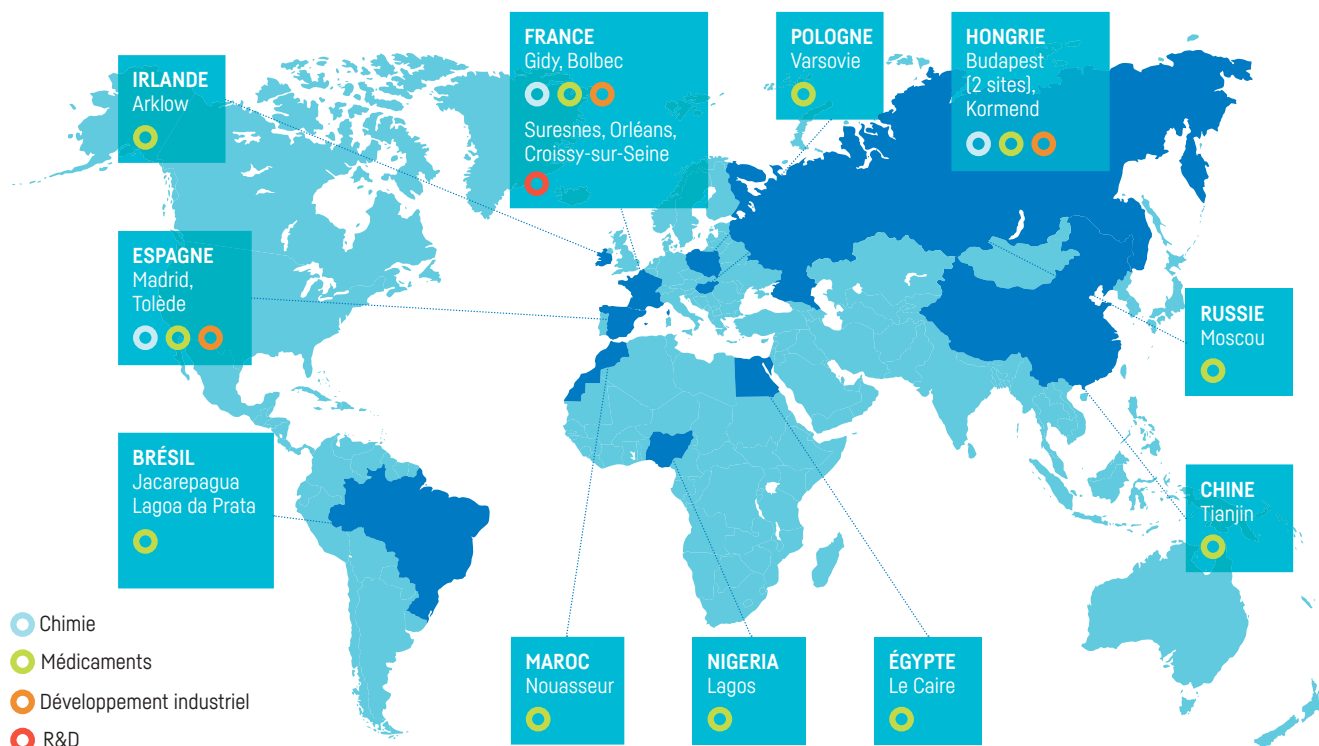 IRLANDE
Arklow
FRANCE
Gidy, Bolbec
Suresnes, Orléans,
Croissy-sur-Seine
POLOGNE
Varsovie
HONGRIE
Budapest
(2 sites),
Kormend
ESPAGNE
Madrid,
Tolède
RUSSIE
Moscou
BRÉSIL
Jacarepagua
Lagoa da Prata
CHINE
Tianjin
MAROC
Nouasseur
NIGERIA
Lagos
ÉGYPTE
Le Caire
Chimie
Médicaments
Développement industriel
R&D